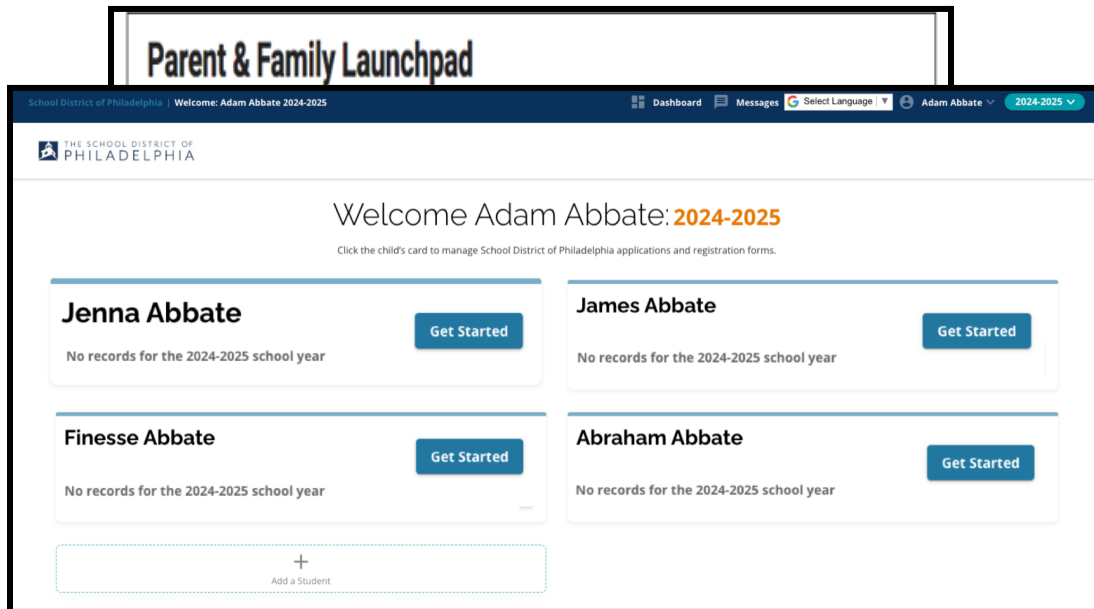 Parent & Family Launchpad
School District of Philadelphia | Welcome: Adam Abbate 2024-2025 Dashboard Messages Select Language ▼ Adam Abbate 2024-2025
THE SCHOOL DISTRICT OF
PHILADELPHIA
Welcome Adam Abbate: 2024-2025
Click the child's card to manage School District of Philadelphia applications and registration forms.
Jenna Abbate
Get Started
No records for the 2024-2025 school year
James Abbate
Get Started
No records for the 2024-2025 school year
Finesse Abbate
Get Started
No records for the 2024-2025 school year
Abraham Abbate
Get Started
No records for the 2024-2025 school year
+
Add a Student